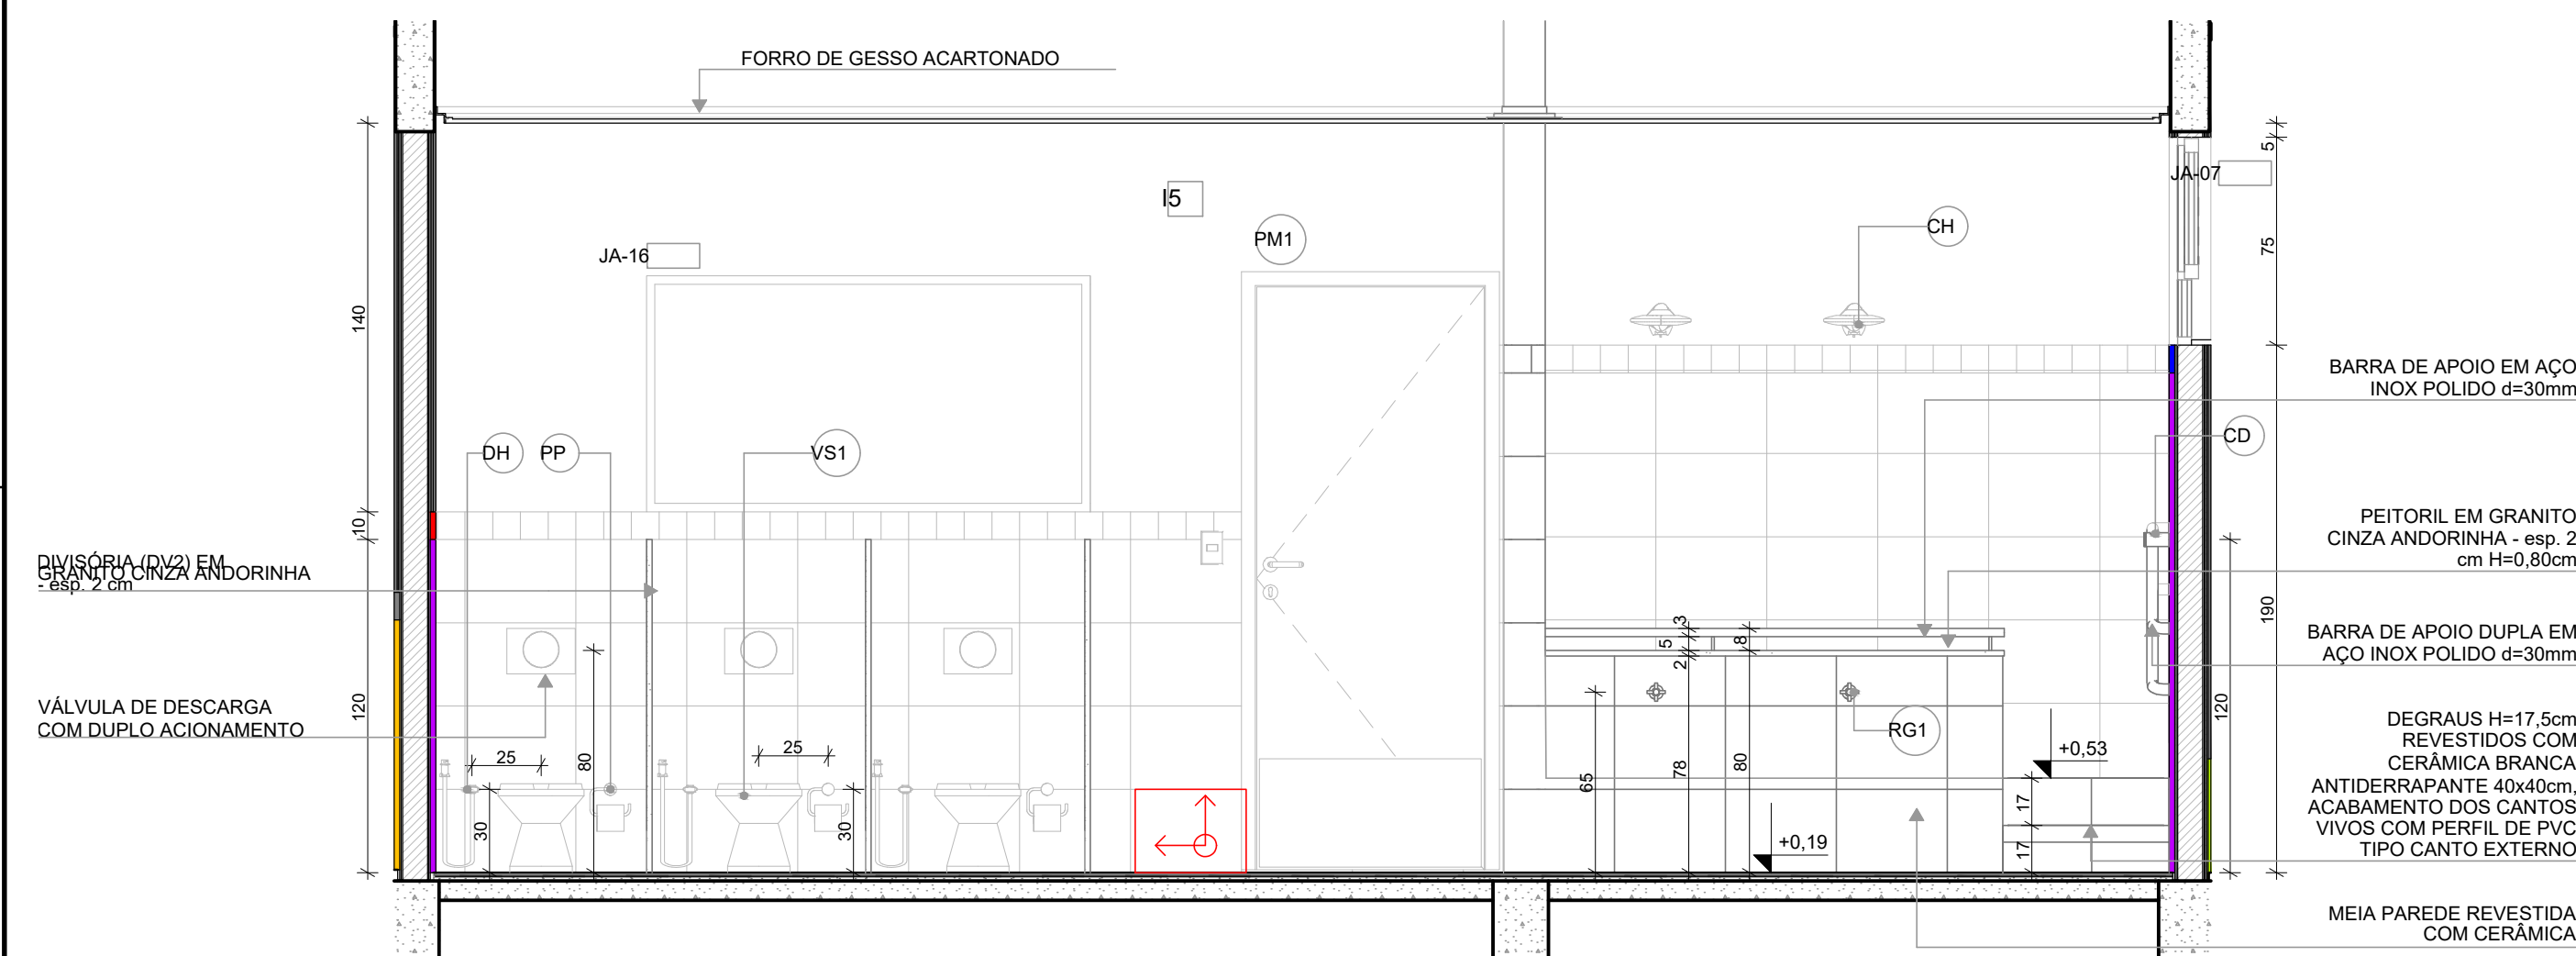 FORRO DE GESSO ACARTONADO
5
JA-07
I5
CH
PM1
JA-16
75
140
BARRA DE APOIO EM AÇO
INOX POLIDO d=30mm
CD
DH
PP
VS1
10
PEITORIL EM GRANITO
CINZA ANDORINHA - esp. 2
cm H=0,80cm
DIVISÓRIA (DV2) EM
GRANITO CINZA ANDORINHA
- esp. 2 cm
190
3
5
8
2
BARRA DE APOIO DUPLA EM
AÇO INOX POLIDO d=30mm
VÁLVULA DE DESCARGA
COM DUPLO ACIONAMENTO
120
120
RG1
25
25
80
65
78
80
+0,53
DEGRAUS H=17,5cm
REVESTIDOS COM
CERÂMICA BRANCA
ANTIDERRAPANTE 40x40cm,
ACABAMENTO DOS CANTOS
VIVOS COM PERFIL DE PVC
TIPO CANTO EXTERNO
30
30
+0,19
17
17
MEIA PAREDE REVESTIDA
COM CERÂMICA